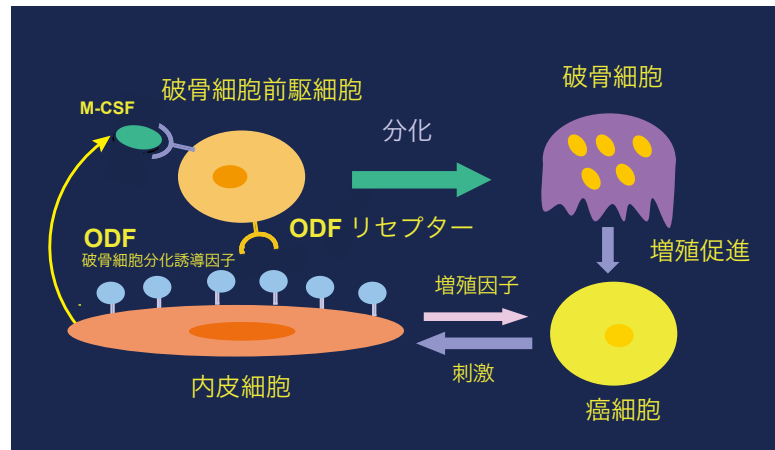 破骨細胞
破骨細胞前駆細胞
M-CSF
分化
ODF リセプター
ODF
破骨細胞分化誘導因子
増殖促進
増殖因子
刺激
内皮細胞
癌細胞